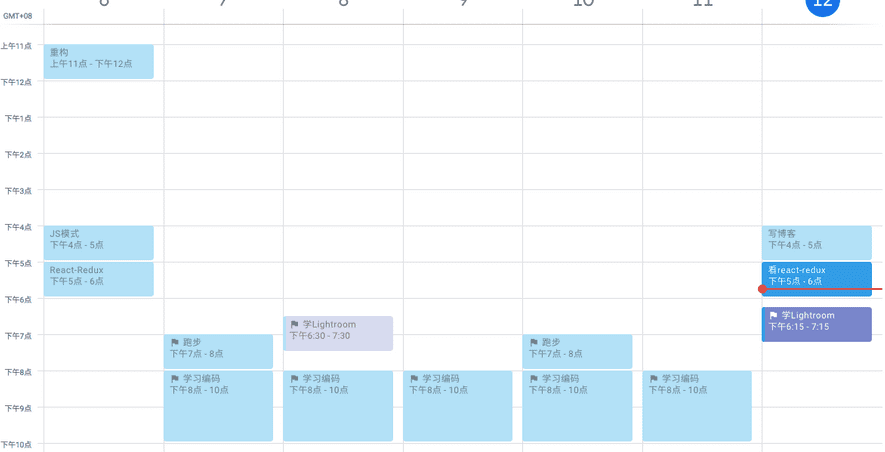 GMT+08
6 7 8 9 10 11 12
上午11点
重构
上午11点 - 下午12点
下午12点
下午1点
下午2点
下午3点
下午4点
JS模式
下午4点 - 5点
写博客
下午4点 - 5点
下午5点
React-Redux
下午5点 - 6点
看react-redux
下午5点 - 6点
下午6点
学Lightroom
下午6:30 - 7:30
学Lightroom
下午6:15 - 7:15
下午7点
跑步
下午7点 - 8点
跑步
下午7点 - 8点
下午8点
学习编码
下午8点 - 10点
学习编码
下午8点 - 10点
学习编码
下午8点 - 10点
学习编码
下午8点 - 10点
学习编码
下午8点 - 10点
下午9点
下午10点